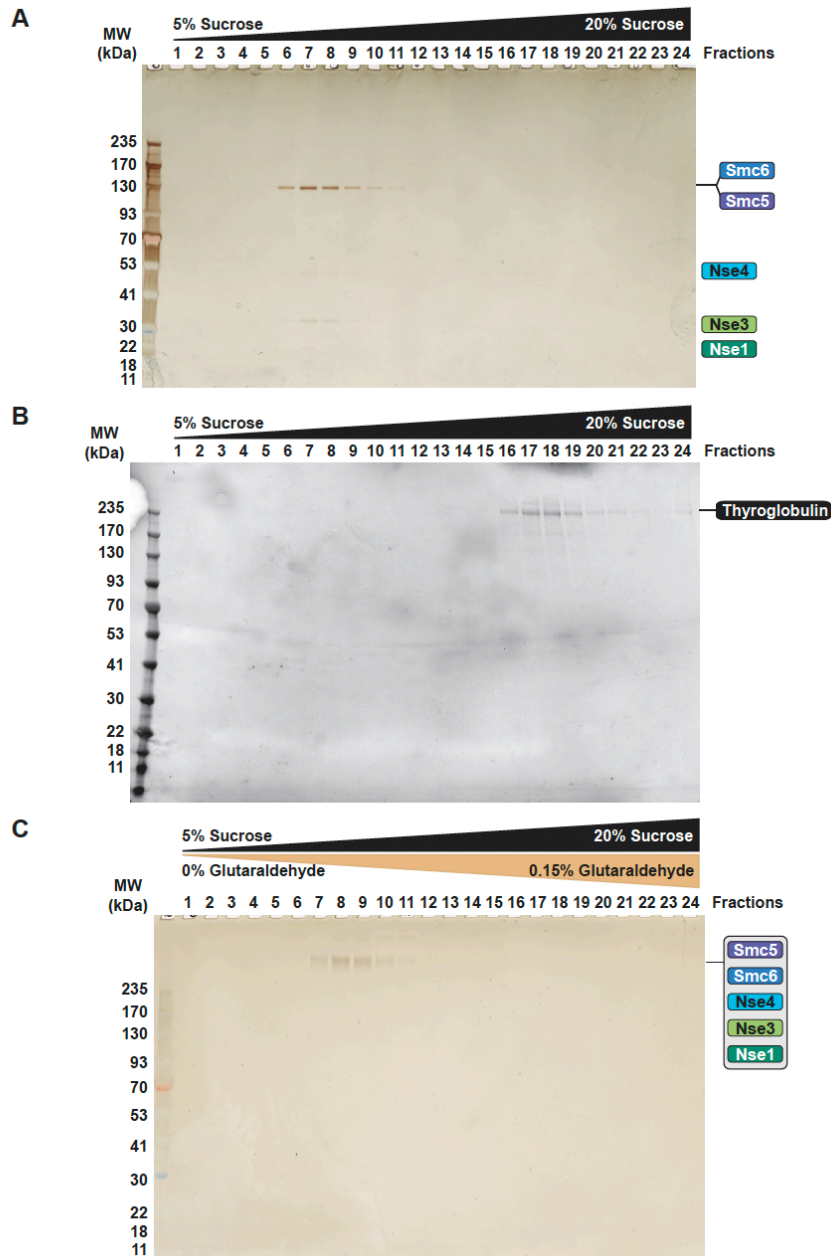 A
5% Sucrose 20% Sucrose
MW
(kDa)
1 2 3 4 5 6 7 8 9 10 11 12 13 14 15 16 17 18 19 20 21 22 23 24 Fractions
235
170
130
93
70
53
41
30
22
18
11
Smc6
Smc5
Nse4
Nse3
Nse1
B
5% Sucrose 20% Sucrose
MW
(kDa)
1 2 3 4 5 6 7 8 9 10 11 12 13 14 15 16 17 18 19 20 21 22 23 24 Fractions
235
170
130
93
70
53
41
30
22
18
11
Thyroglobulin
C
5% Sucrose 20% Sucrose
0% Glutaraldehyde 0.15% Glutaraldehyde
MW
(kDa)
1 2 3 4 5 6 7 8 9 10 11 12 13 14 15 16 17 18 19 20 21 22 23 24 Fractions
235
170
130
93
70
53
41
30
22
18
11
Smc5
Smc6
Nse4
Nse3
Nse1